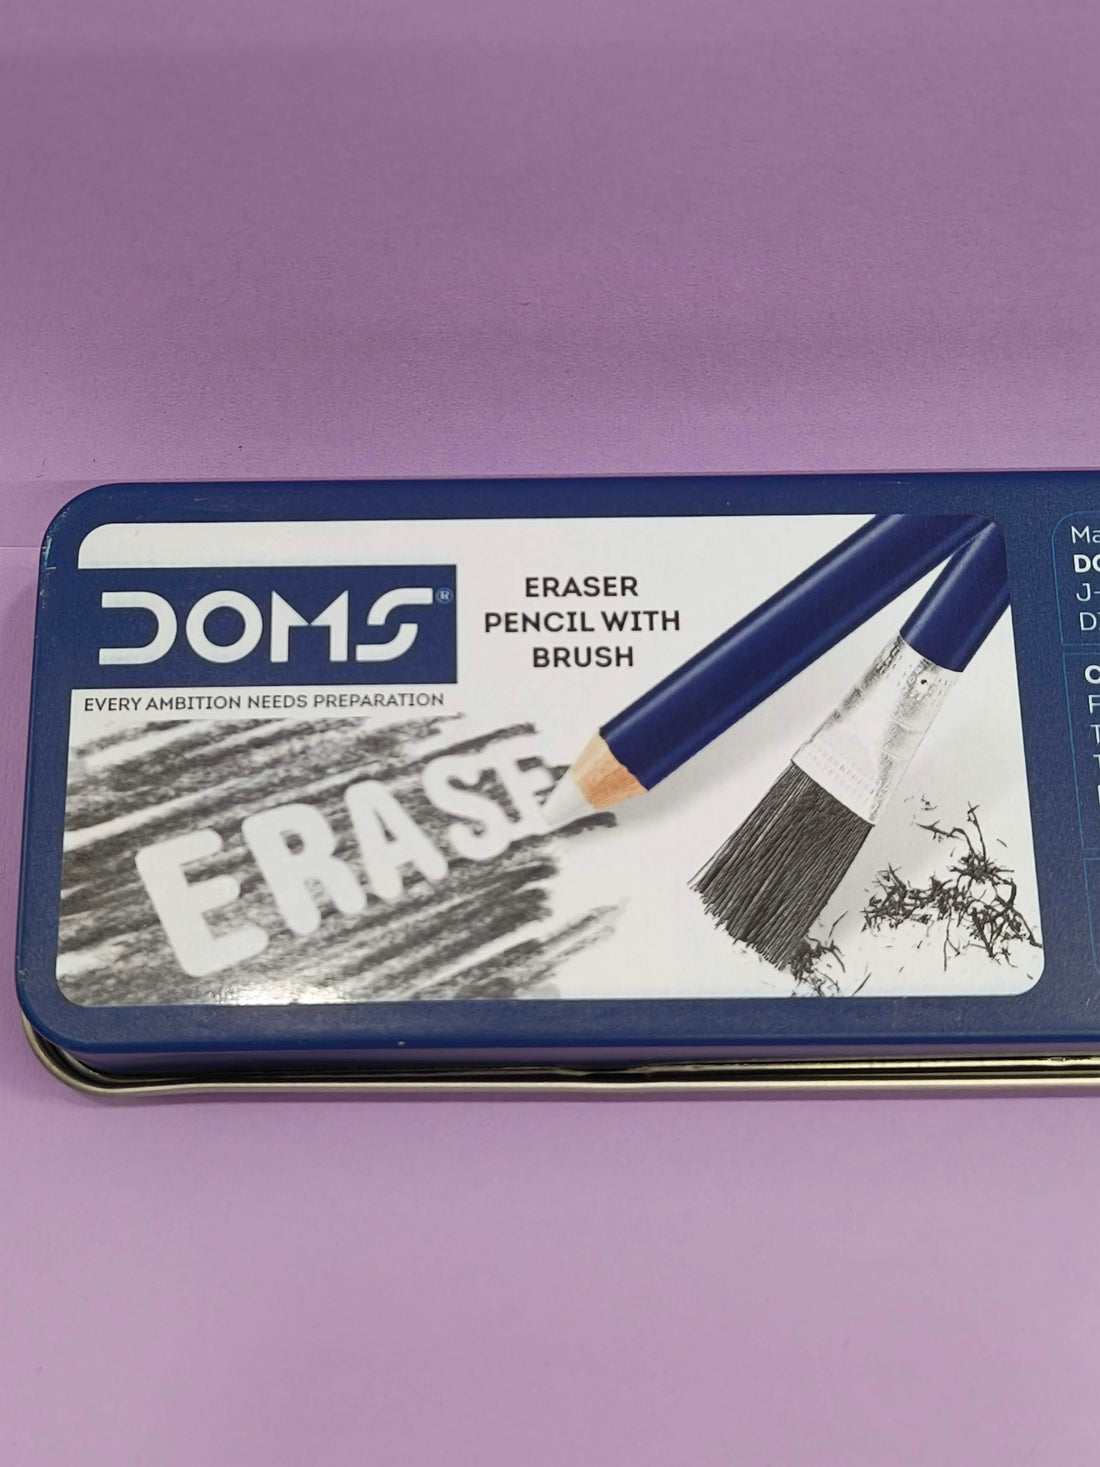 DOMS®
EVERY AMBITION NEEDS PREPARATION
ERASER
PENCIL WITH
BRUSH
ERASE